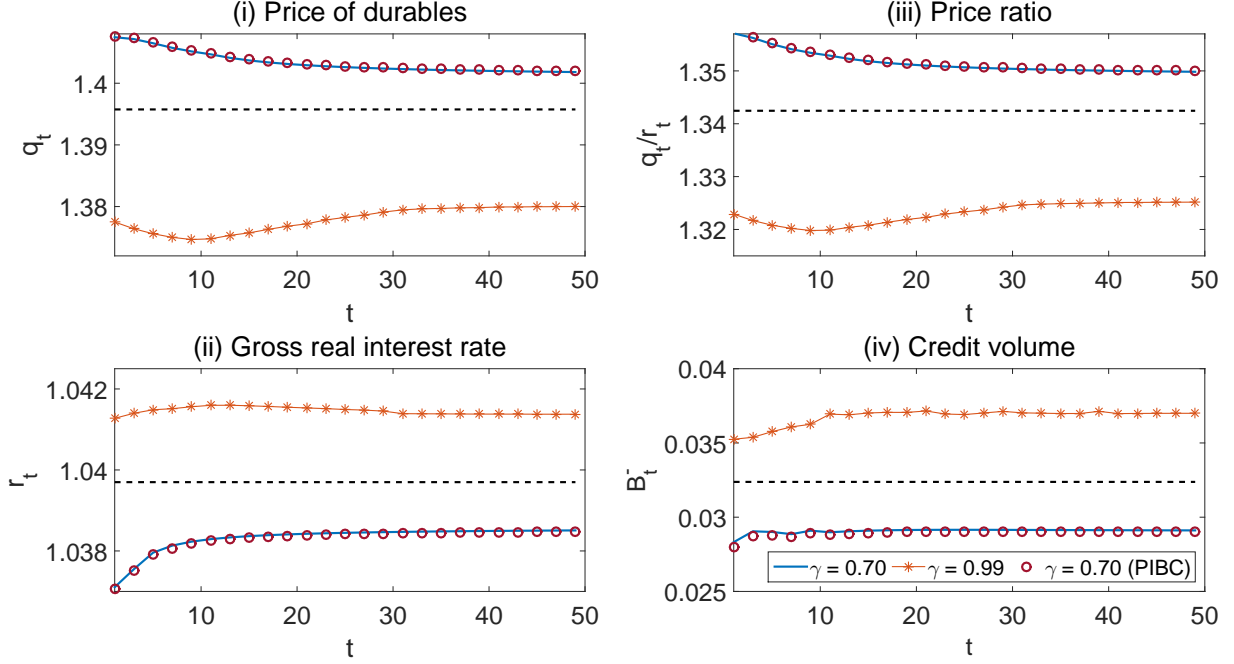 (i) Price of durables
1.4
1.39
1.38
q_t
10 20 30 40 50
t
(iii) Price ratio
1.35
1.34
1.33
1.32
q_t/r_t
10 20 30 40 50
t
(ii) Gross real interest rate
1.042
1.04
1.038
r_t
10 20 30 40 50
t
(iv) Credit volume
0.04
0.035
0.03
0.025
B_t^-
γ = 0.70 γ = 0.99 γ = 0.70 (PIBC)
10 20 30 40 50
t